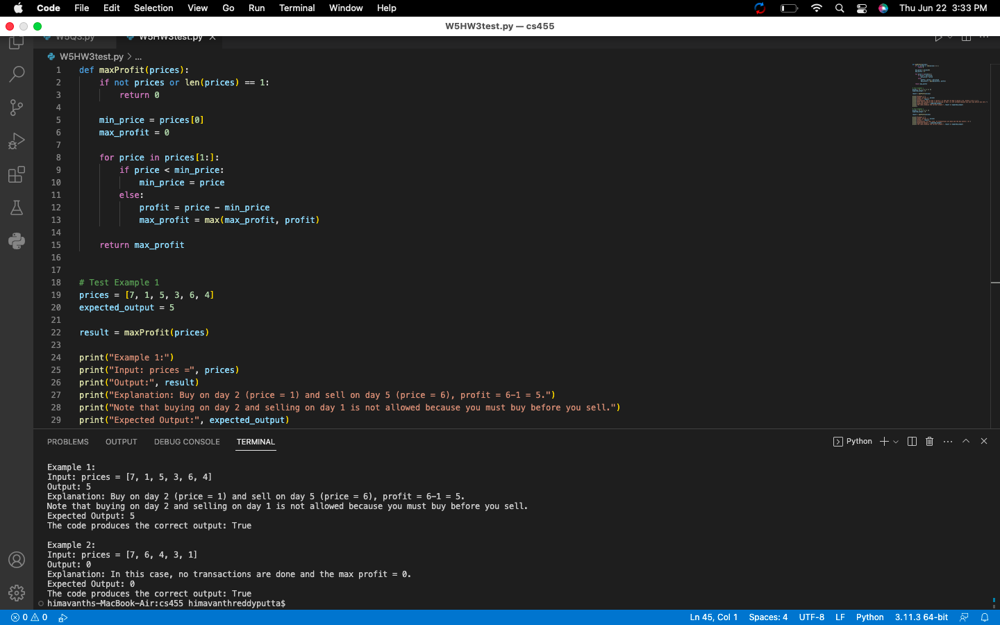 Code File Edit Selection View Go Run Terminal Window Help Thu Jun 22 3:33 PM
W5HW3test.py — cs455
W5Q3.py W5HW3test.py
W5HW3test.py > ...
1 def maxProfit(prices):
2 if not prices or len(prices) == 1:
3 return 0
4
5 min_price = prices[0]
6 max_profit = 0
7
8 for price in prices[1:]:
9 if price < min_price:
10 min_price = price
11 else:
12 profit = price - min_price
13 max_profit = max(max_profit, profit)
14
15 return max_profit
16
17
18 # Test Example 1
19 prices = [7, 1, 5, 3, 6, 4]
20 expected_output = 5
21
22 result = maxProfit(prices)
23
24 print("Example 1:")
25 print("Input: prices =", prices)
26 print("Output:", result)
27 print("Explanation: Buy on day 2 (price = 1) and sell on day 5 (price = 6), profit = 6-1 = 5.")
28 print("Note that buying on day 2 and selling on day 1 is not allowed because you must buy before you sell.")
29 print("Expected Output:", expected_output)
PROBLEMS OUTPUT DEBUG CONSOLE TERMINAL Python
Example 1:
Input: prices = [7, 1, 5, 3, 6, 4]
Output: 5
Explanation: Buy on day 2 (price = 1) and sell on day 5 (price = 6), profit = 6-1 = 5.
Note that buying on day 2 and selling on day 1 is not allowed because you must buy before you sell.
Expected Output: 5
The code produces the correct output: True
Example 2:
Input: prices = [7, 6, 4, 3, 1]
Output: 0
Explanation: In this case, no transactions are done and the max profit = 0.
Expected Output: 0
The code produces the correct output: True
himavanths-MacBook-Air:cs455 himavanthreddyputta$
0 0 Ln 45, Col 1 Spaces: 4 UTF-8 LF Python 3.11.3 64-bit